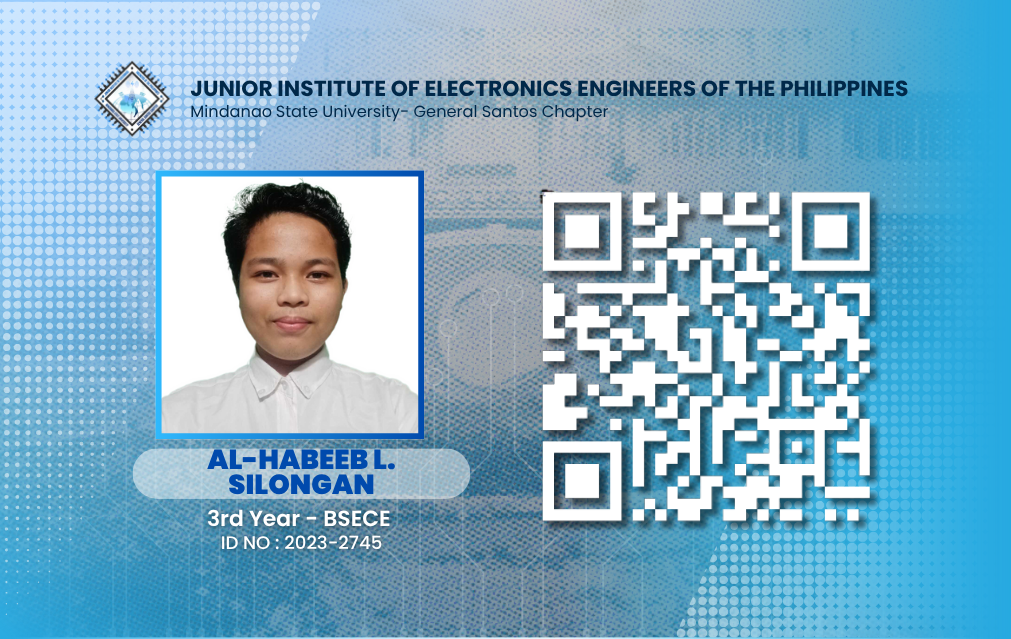 JUNIOR INSTITUTE OF ELECTRONICS ENGINEERS OF THE PHILIPPINES
Mindanao State University- General Santos Chapter
AL-HABEEB L.
SILONGAN
3rd Year - BSECE
ID NO : 2023-2745